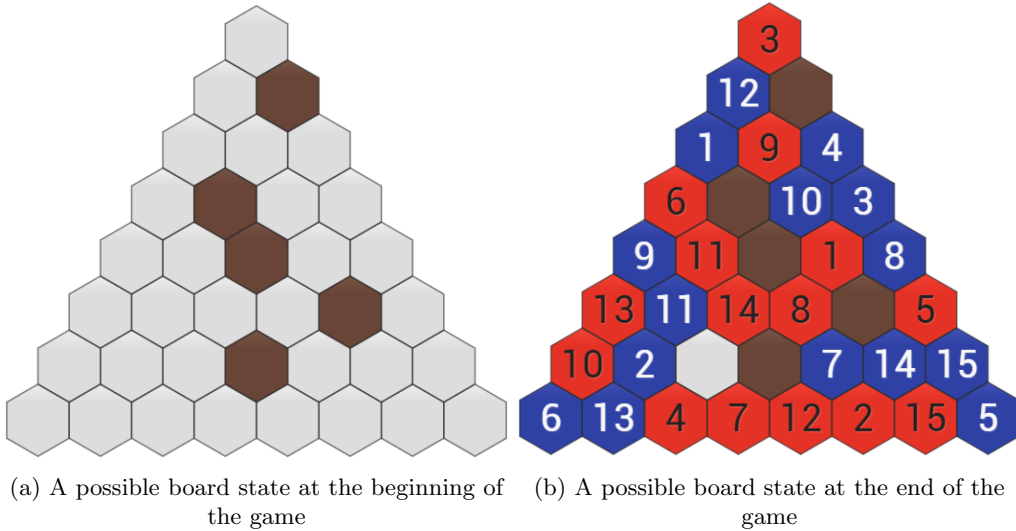 3
12
1 9 4
6 10 3
9 11 1 8
13 11 14 8 5
10 2 7 14 15
6 13 4 7 12 2 15 5
(a) A possible board state at the beginning of
the game
(b) A possible board state at the end of the
game